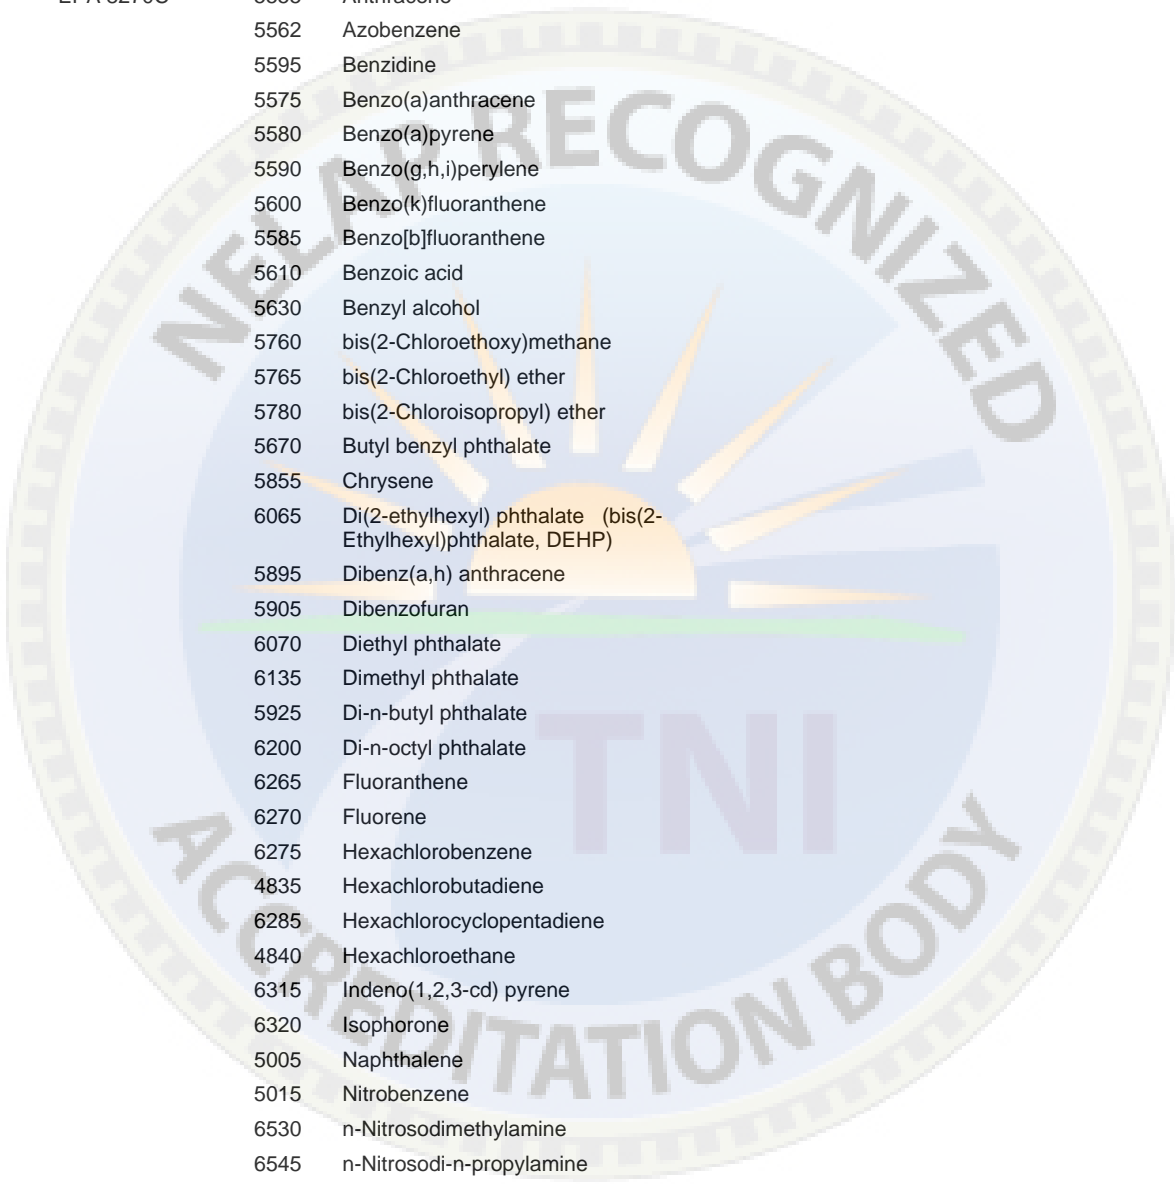 5562 Azobenzene
5595 Benzidine
5575 Benzo(a)anthracene
5580 Benzo(a)pyrene
5590 Benzo(g,h,i)perylene
5600 Benzo(k)fluoranthene
5585 Benzo[b]fluoranthene
5610 Benzoic acid
5630 Benzyl alcohol
5760 bis(2-Chloroethoxy)methane
5765 bis(2-Chloroethyl) ether
5780 bis(2-Chloroisopropyl) ether
5670 Butyl benzyl phthalate
5855 Chrysene
6065 Di(2-ethylhexyl) phthalate (bis(2-
Ethylhexyl)phthalate, DEHP)
5895 Dibenz(a,h) anthracene
5905 Dibenzofuran
6070 Diethyl phthalate
6135 Dimethyl phthalate
5925 Di-n-butyl phthalate
6200 Di-n-octyl phthalate
6265 Fluoranthene
6270 Fluorene
6275 Hexachlorobenzene
4835 Hexachlorobutadiene
6285 Hexachlorocyclopentadiene
4840 Hexachloroethane
6315 Indeno(1,2,3-cd) pyrene
6320 Isophorone
5005 Naphthalene
5015 Nitrobenzene
6530 n-Nitrosodimethylamine
6545 n-Nitrosodi-n-propylamine
NELAP RECOGNIZED
TNI
ACCREDITATION BODY